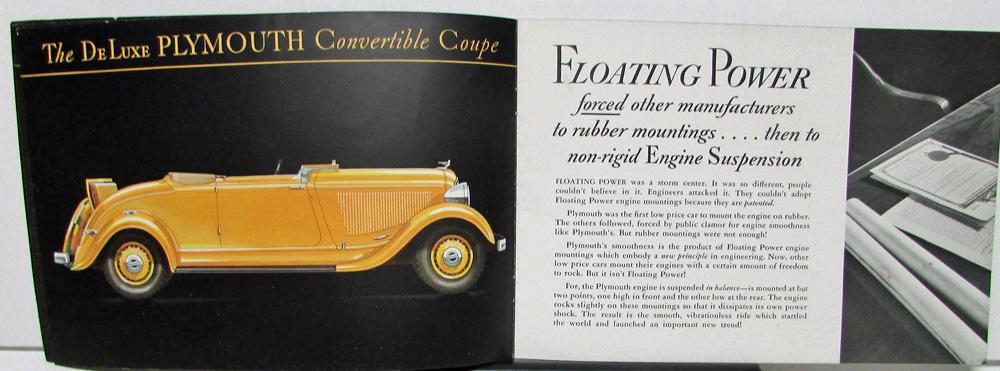 The DeLuxe PLYMOUTH Convertible Coupe
FLOATING POWER
forced other manufacturers
to rubber mountings . . . . then to
non-rigid Engine Suspension
FLOATING POWER was a storm center. It was so different, people
couldn't believe in it. Engineers attacked it. They couldn't adopt
Floating Power engine mountings because they are patented.
Plymouth was the first low price car to mount the engine on rubber.
The others followed, forced by public clamor for engine smoothness
like Plymouth's. But rubber mountings were not enough!
Plymouth's smoothness is the product of Floating Power engine
mountings which embody a new principle in engineering. Now, other
low price cars mount their engines with a certain amount of freedom
to rock. But it isn't Floating Power!
For, the Plymouth engine is suspended in balance—is mounted at but
two points, one high in front and the other low at the rear. The engine
rocks slightly on these mountings so that it dissipates its own power
shock. The result is the smooth, vibrationless ride which startled
the world and launched an important new trend!